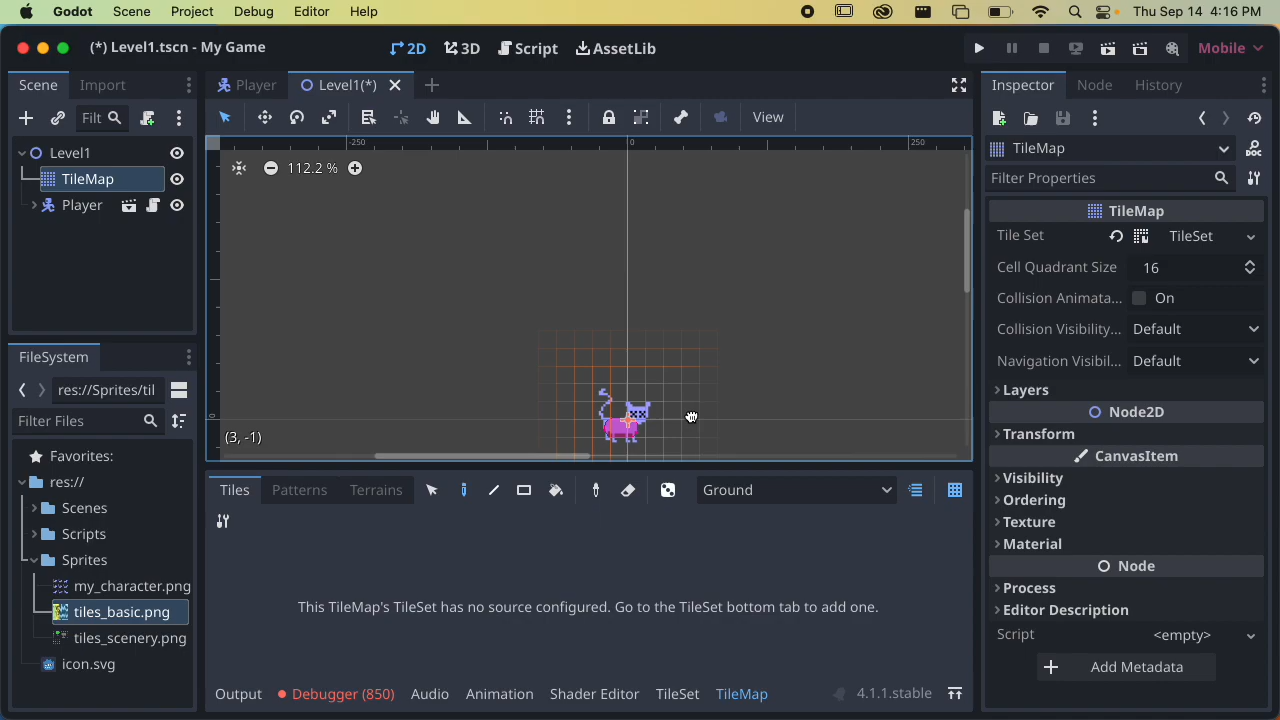 Godot Scene Project Debug Editor Help Thu Sep 14 4:16 PM
(*) Level1.tscn - My Game 2D 3D Script AssetLib Mobile
Scene Import Player Level1(*) Inspector Node History
Filt 
View
-250 0 250
Level1
112.2 %
TileMap
TileMap
Player
Filter Properties
TileMap
Tile Set TileSet
Cell Quadrant Size 16
Collision Animata... On
Collision Visibility... Default
Navigation Visibil... Default
Layers
Node2D
Transform
CanvasItem
Visibility
Ordering
Texture
Material
Node
Process
Editor Description
Script <empty>
Add Metadata
0
(3, -1)
FileSystem
res://Sprites/til
Filter Files
Favorites:
res://
Scenes
Scripts
Sprites
my_character.png
tiles_basic.png
tiles_scenery.png
icon.svg
Tiles Patterns Terrains Ground
This TileMap's TileSet has no source configured. Go to the TileSet bottom tab to add one.
Output Debugger (850) Audio Animation Shader Editor TileSet TileMap 4.1.1.stable